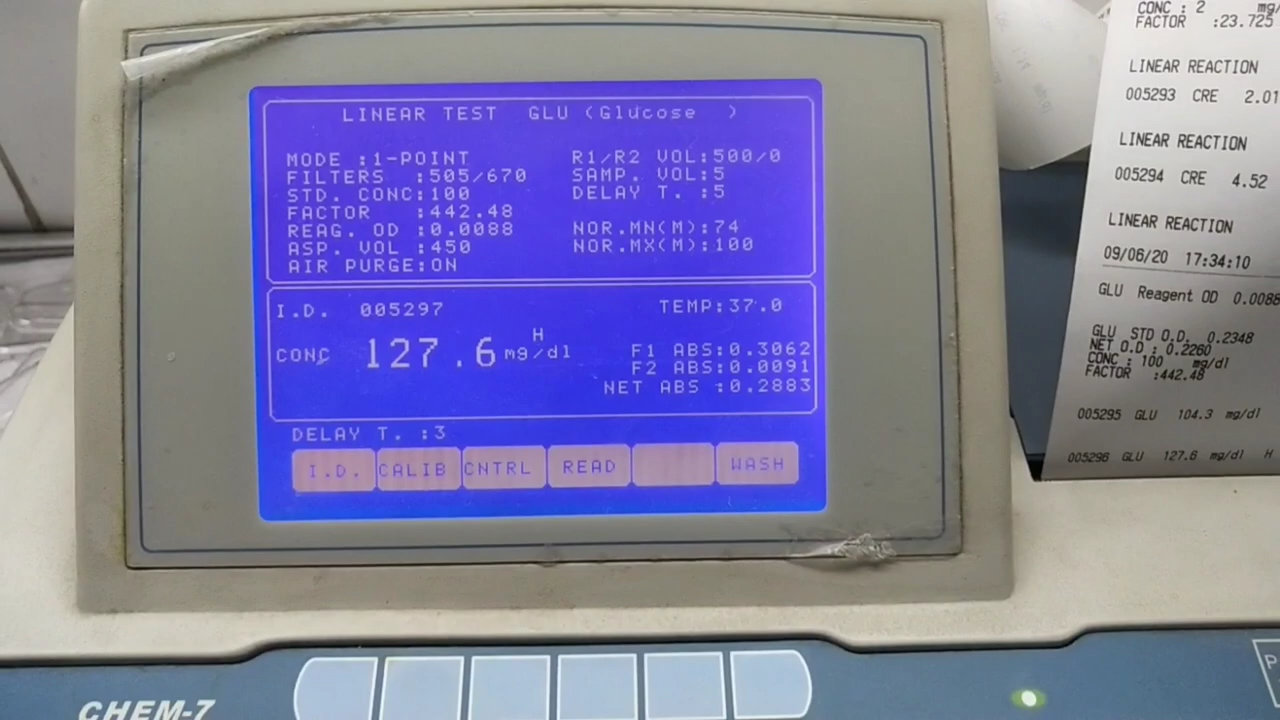 LINEAR TEST GLU (Glucose )
MODE :1-POINT
FILTERS :505/670
STD. CONC:100
FACTOR :442.48
REAG. OD :0.0088
ASP. VOL :450
AIR PURGE:ON
R1/R2 VOL:500/0
SAMP. VOL:5
DELAY T. :5
NOR.MN(M):74
NOR.MX(M):100
I.D. 005297
TEMP:37.0
CONC 127.6 mg/dl
H
F1 ABS:0.3062
F2 ABS:0.0091
NET ABS :0.2883
DELAY T. :3
I.D. CALIB CNTRL READ WASH
CHEM-7
CONC : 2 mg/
FACTOR :23.725
LINEAR REACTION
005293 CRE 2.01
LINEAR REACTION
005294 CRE 4.52
LINEAR REACTION
09/06/20 17:34:10
GLU Reagent OD 0.0088
GLU STD O.D. 0.2348
NET O.D : 0.2260
CONC : 100 mg/dl
FACTOR :442.48
005295 GLU 104.3 mg/dl
005296 GLU 127.6 mg/dl H
P